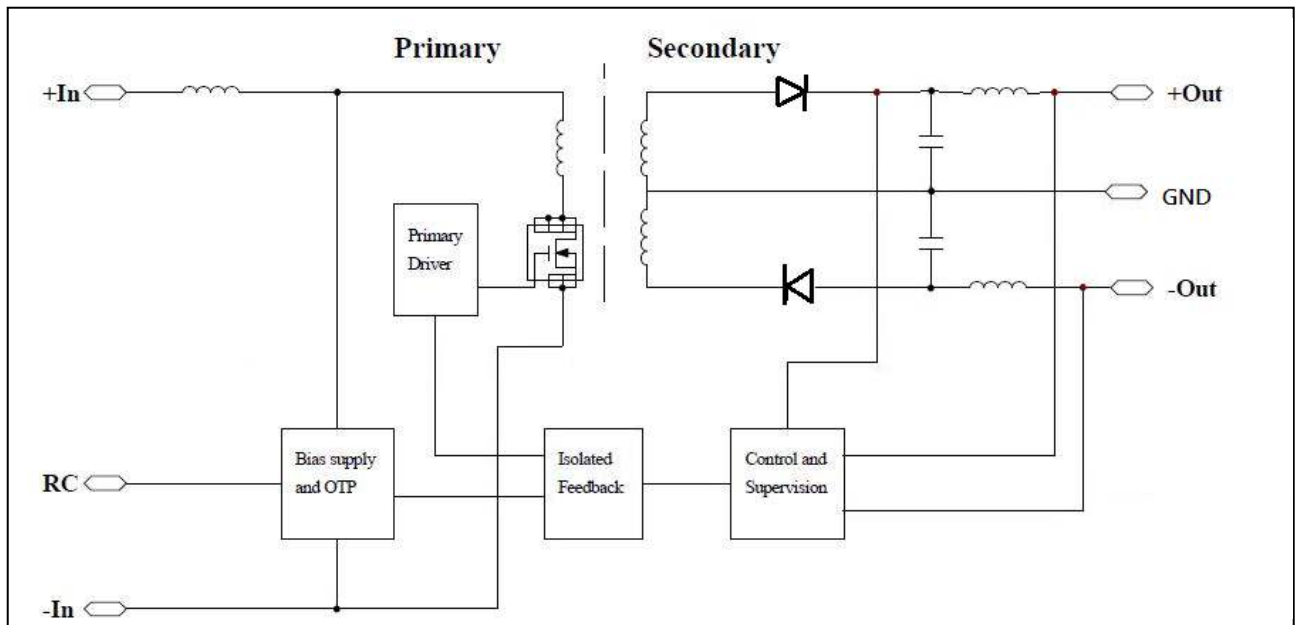 Primary
Secondary
+In
+Out
GND
Primary
Driver
-Out
RC
Bias supply
and OTP
Isolated
Feedback
Control and
Supervision
-In